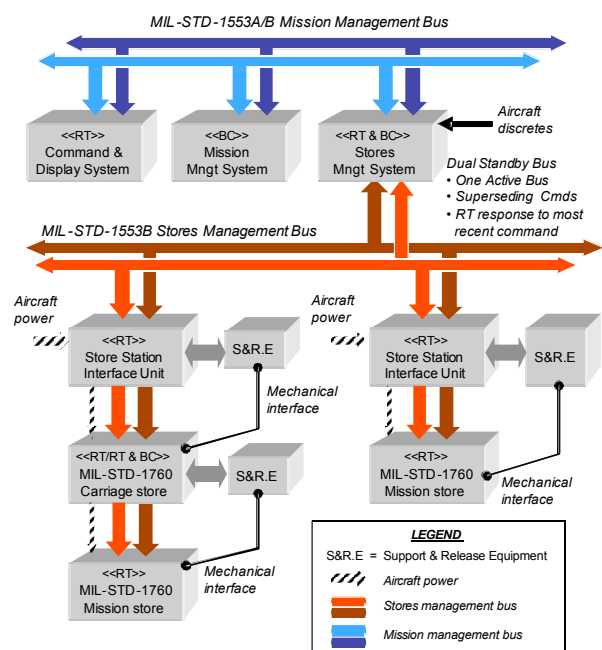 MIL-STD-1553A/B Mission Management Bus
<<RT>>
Command &
Display System
<<BC>>
Mission
Mngt System
<<RT & BC>>
Stores
Mngt System
Aircraft
discretes
Dual Standby Bus
• One Active Bus
• Superseding Cmds
• RT response to most
recent command
MIL-STD-1553B Stores Management Bus
Aircraft
power
<<RT>>
Store Station
Interface Unit
S&R.E
Mechanical
interface
Aircraft
power
<<RT>>
Store Station
Interface Unit
S&R.E
<<RT/RT & BC>>
MIL-STD-1760
Carriage store
S&R.E
<<RT>>
MIL-STD-1760
Mission store
Mechanical
interface
<<RT>>
MIL-STD-1760
Mission store
Mechanical
interface
LEGEND
S&R.E = Support & Release Equipment
Aircraft power
Stores management bus
Mission management bus